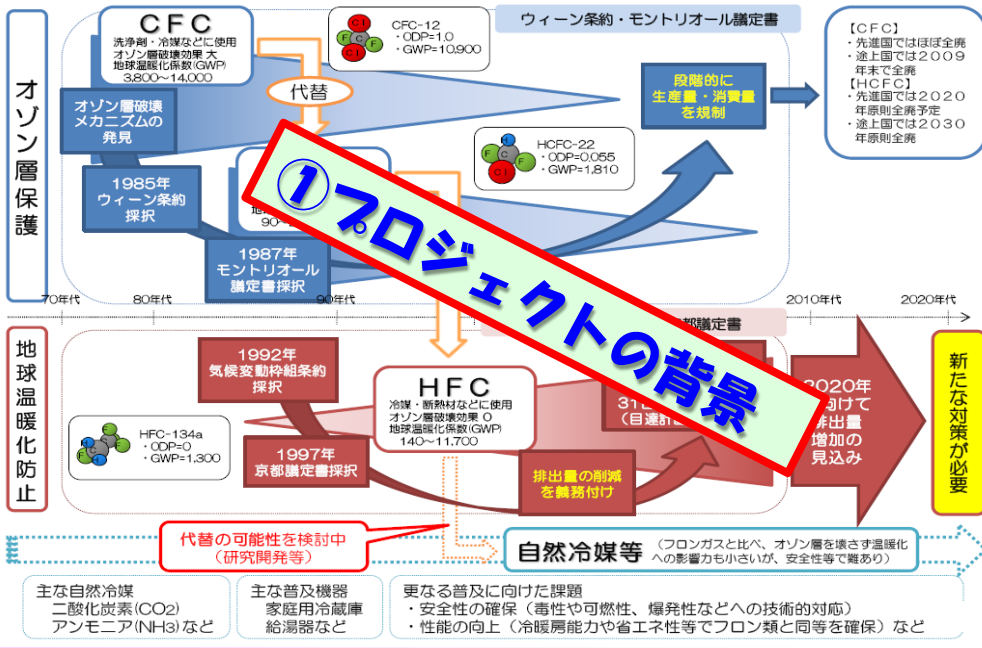 オゾン層保護
CFC
洗浄剤・冷媒などに使用
オゾン層破壊効果 大
地球温暖化係数(GWP)
3,800~14,000
代替
Cl
F
C
F
Cl
CFC-12
・ODP=1.0
・GWP=10,900
ウィーン条約・モントリオール議定書
段階的に
生産量・消費量
を規制
【CFC】
・先進国ではほぼ全廃
・途上国では2009
年末で全廃
【HCFC】
・先進国では2020
年原則全廃予定
・途上国では2030
年原則全廃
オゾン層破壊
メカニズムの
発見
1985年
ウィーン条約
採択
1987年
モントリオール
議定書採択
H
F
C
F
Cl
HCFC-22
・ODP=0.055
・GWP=1,810
90~
①プロジェクトの背景
70年代
80年代
90年代
2010年代
2020年代
地球温暖化防止
都議定書
1992年
気候変動枠組条約
採択
1997年
京都議定書採択
HFC-134a
・ODP=0
・GWP=1,300
HFC
冷媒・断熱材などに使用
オゾン層破壊効果 0
地球温暖化係数(GWP)
140~11,700
31
(目達計
排出量の削減
を義務付け
2020年
向けて
排出量
増加の
見込み
新たな対策が必要
代替の可能性を検討中
(研究開発等)
自然冷媒等
(フロンガスと比べ、オゾン層を壊さず温暖化
への影響力も小さいが、安全性等で難あり)
主な自然冷媒
二酸化炭素(CO2)
アンモニア(NH3)など
主な普及機器
家庭用冷蔵庫
給湯器など
更なる普及に向けた課題
・安全性の確保(毒性や可燃性、爆発性などへの技術的対応)
・性能の向上(冷暖房能力や省エネ性等でフロン類と同等を確保)など